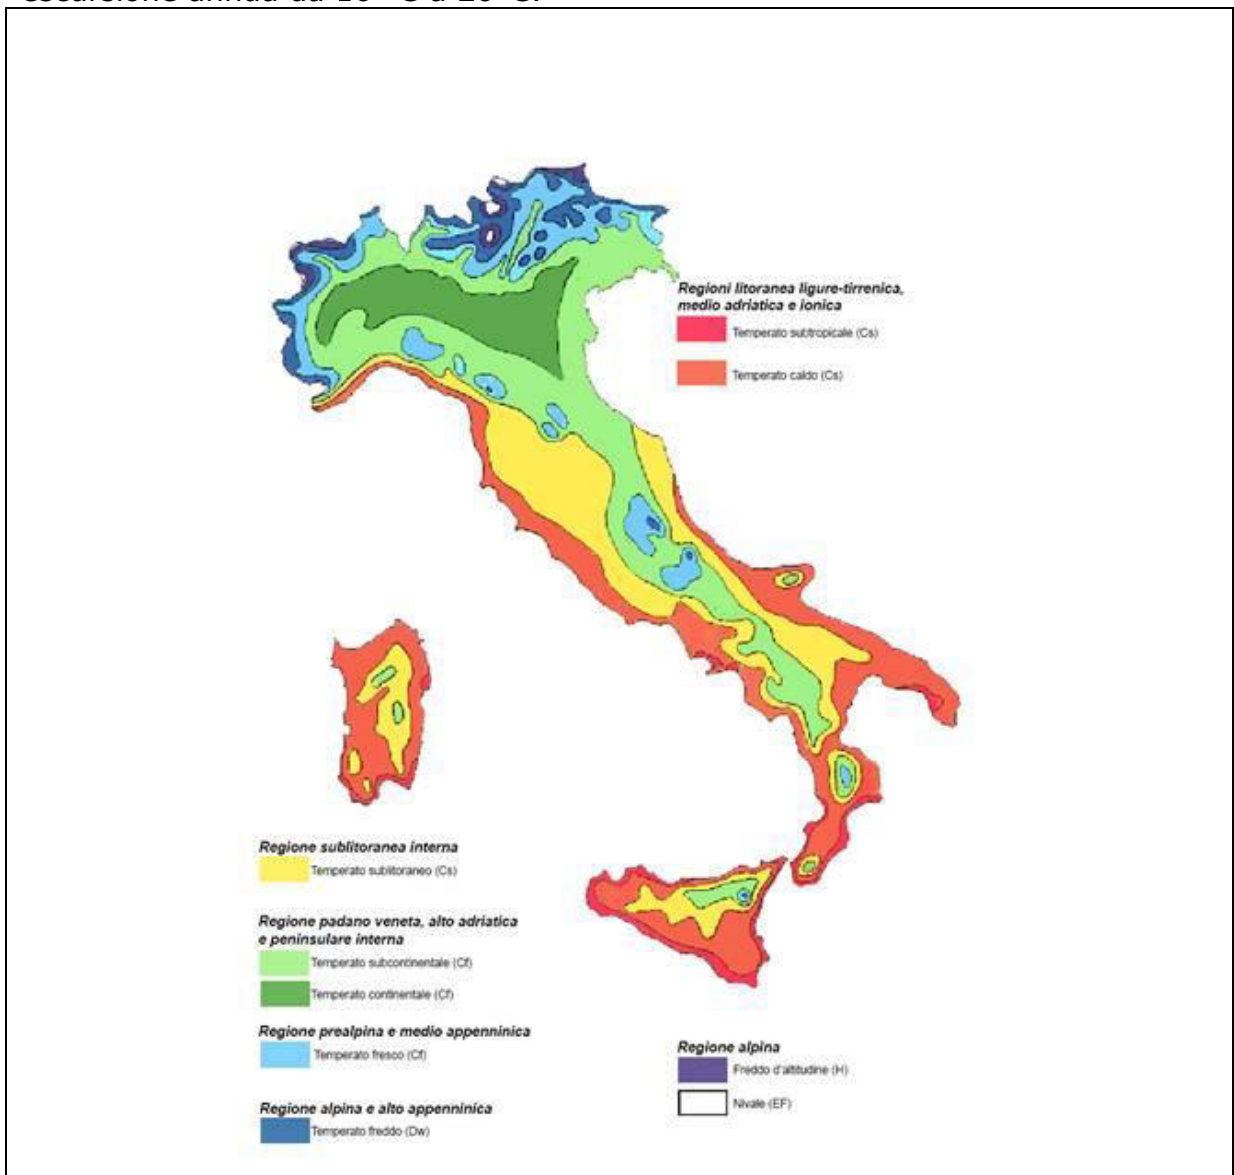 escursione annua da 16° C a 20°C.
Regioni litoranea ligure-tirrenica,
medio adriatica e ionica
Temperato subtropicale (Cs)
Temperato caldo (Cs)
Regione sublitoranea interna
Temperato sublitoraneo (Cs)
Regione padano veneta, alto adriatica
e peninsulare interna
Temperato subcontinentale (Cf)
Temperato continentale (Cf)
Regione prealpina e medio appenninica
Temperato fresco (Cf)
Regione alpina e alto appenninica
Temperato freddo (Dw)
Regione alpina
Freddo d'altitudine (H)
Nivale (EF)